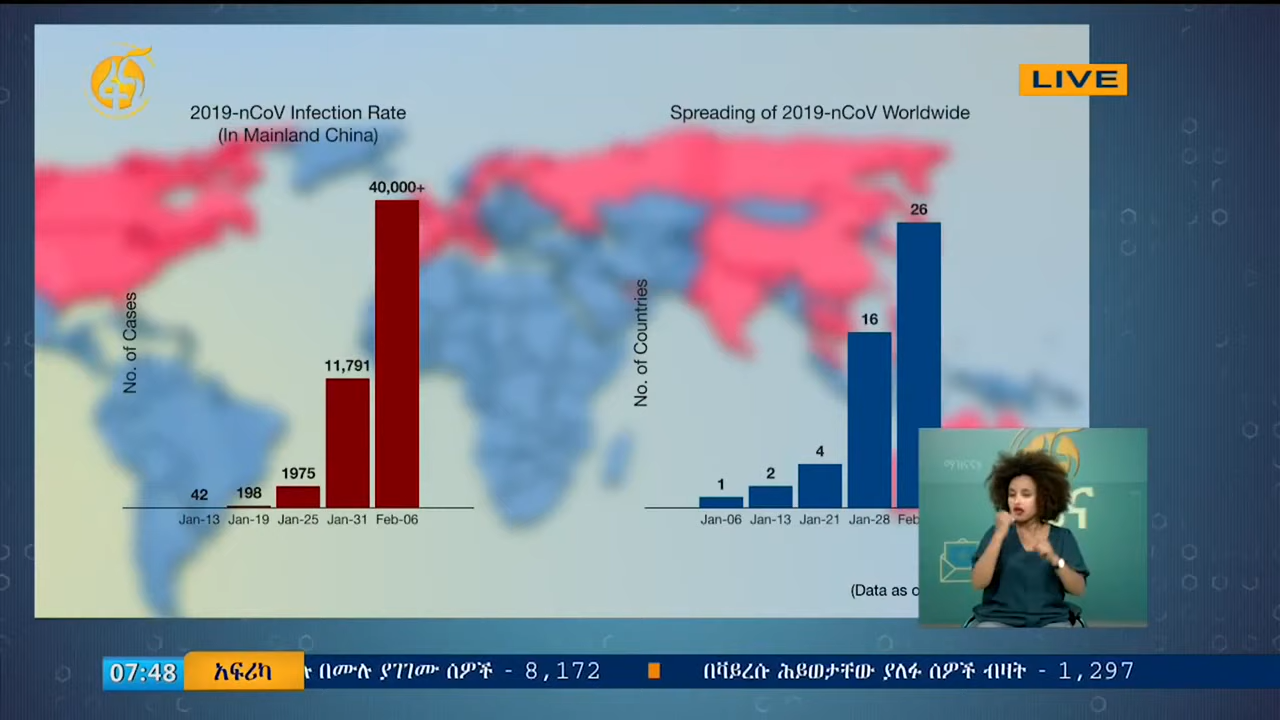 LIVE
2019-nCoV Infection Rate
(In Mainland China)
No. of Cases
42
198
1975
11,791
40,000+
Jan-13 Jan-19 Jan-25 Jan-31 Feb-06
Spreading of 2019-nCoV Worldwide
No. of Countries
1
2
4
16
26
Jan-06 Jan-13 Jan-21 Jan-28 Feb
(Data as o
07:48 አፍሪካ በሙሉ ያገገሙ ሰዎች - 8,172 በቫይረሱ ሕይወታቸው ያለፉ ሰዎች ብዛት - 1,297